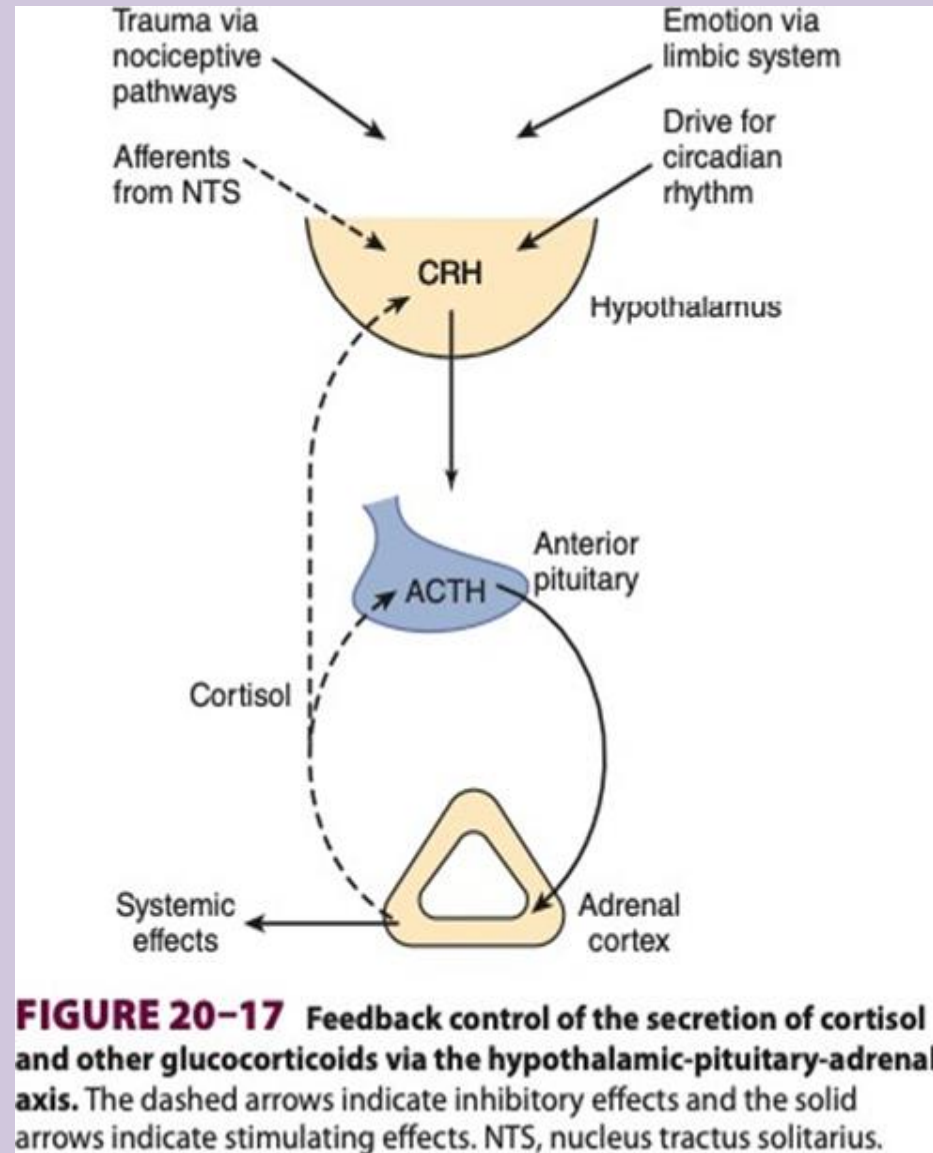 Trauma via
nociceptive
pathways
Emotion via
limbic system
Afferents
from NTS
Drive for
circadian
rhythm
CRH
Hypothalamus
Anterior
pituitary
ACTH
Cortisol
Systemic
effects
Adrenal
cortex
FIGURE 20–17 Feedback control of the secretion of cortisol
and other glucocorticoids via the hypothalamic-pituitary-adrenal
axis. The dashed arrows indicate inhibitory effects and the solid
arrows indicate stimulating effects. NTS, nucleus tractus solitarius.